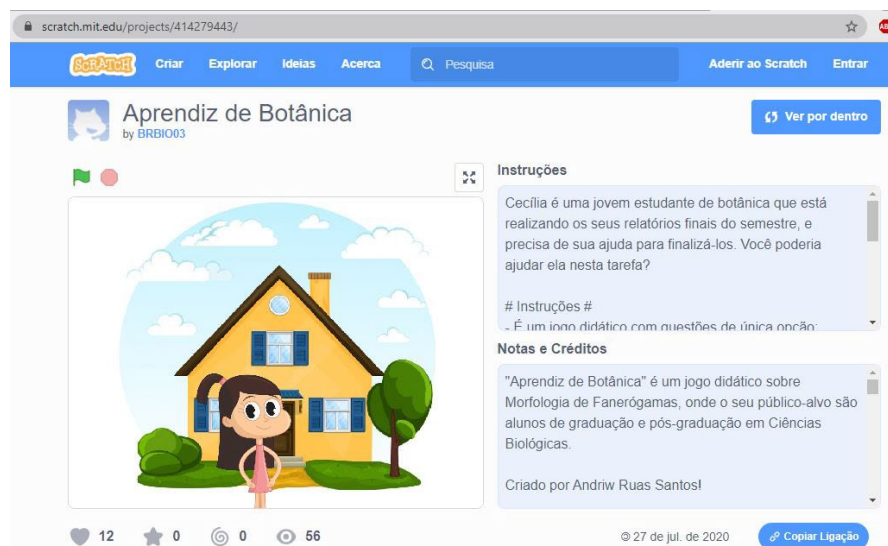 scratch.mit.edu/projects/414279443/
SCRATCH Criar Explorar Ideias Acerca Pesquisa Aderir ao Scratch Entrar
Aprendiz de Botânica
by BRBIO03
Ver por dentro
Instruções
Cecília é uma jovem estudante de botânica que está
realizando os seus relatórios finais do semestre, e
precisa de sua ajuda para finalizá-los. Você poderia
ajudar ela nesta tarefa?
# Instruções #
- É um jogo didático com questões de única opção;
Notas e Créditos
"Aprendiz de Botânica" é um jogo didático sobre
Morfologia de Fanerógamas, onde o seu público-alvo são
alunos de graduação e pós-graduação em Ciências
Biológicas.
Criado por Andriw Ruas Santos!
12 0 0 56
© 27 de jul. de 2020 Copiar Ligação